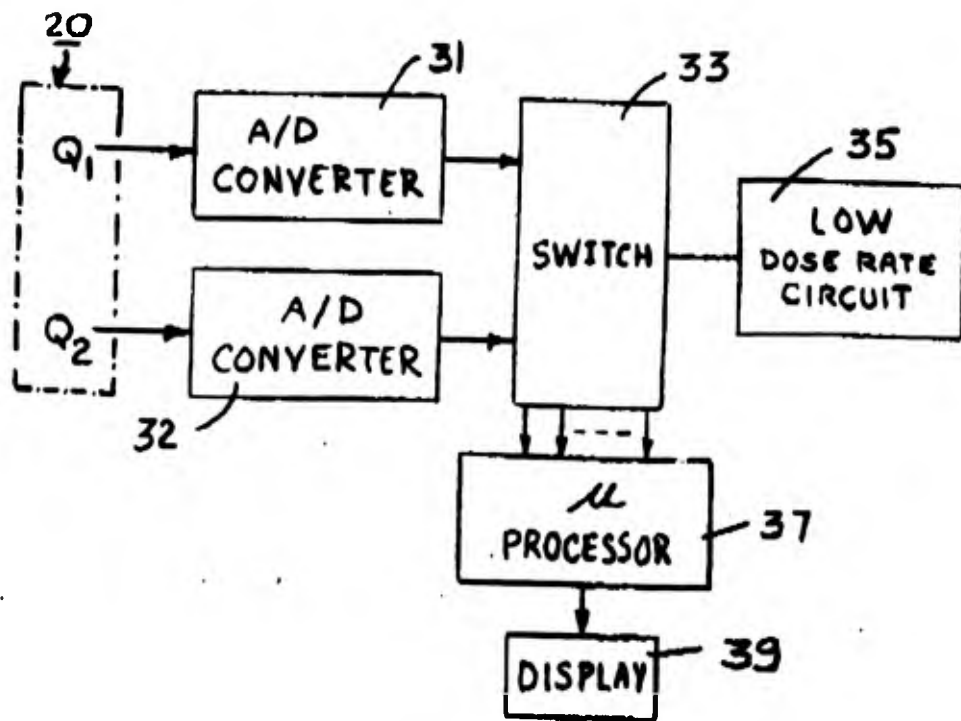 20
31
33
Q1
A/D
CONVERTER
35
LOW
DOSE RATE
CIRCUIT
SWITCH
Q2
A/D
CONVERTER
32
μ
PROCESSOR
37
DISPLAY
39